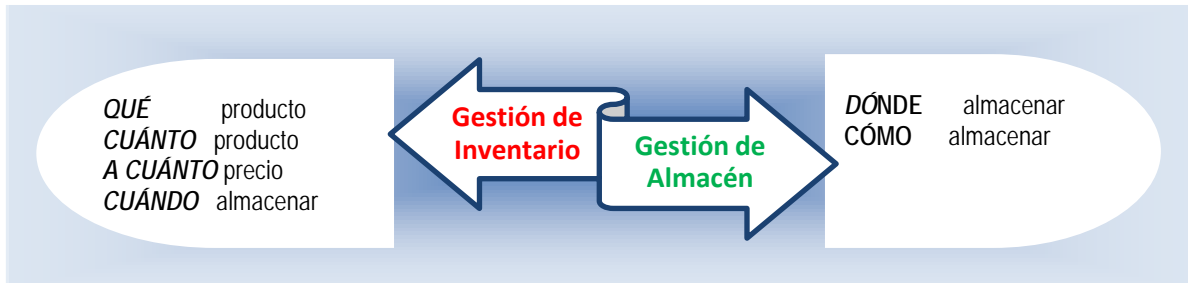 QUÉ producto
CUÁNTO producto
A CUÁNTO precio
CUÁNDO almacenar
Gestión de
Inventario
Gestión de
Almacén
DÓNDE almacenar
CÓMO almacenar